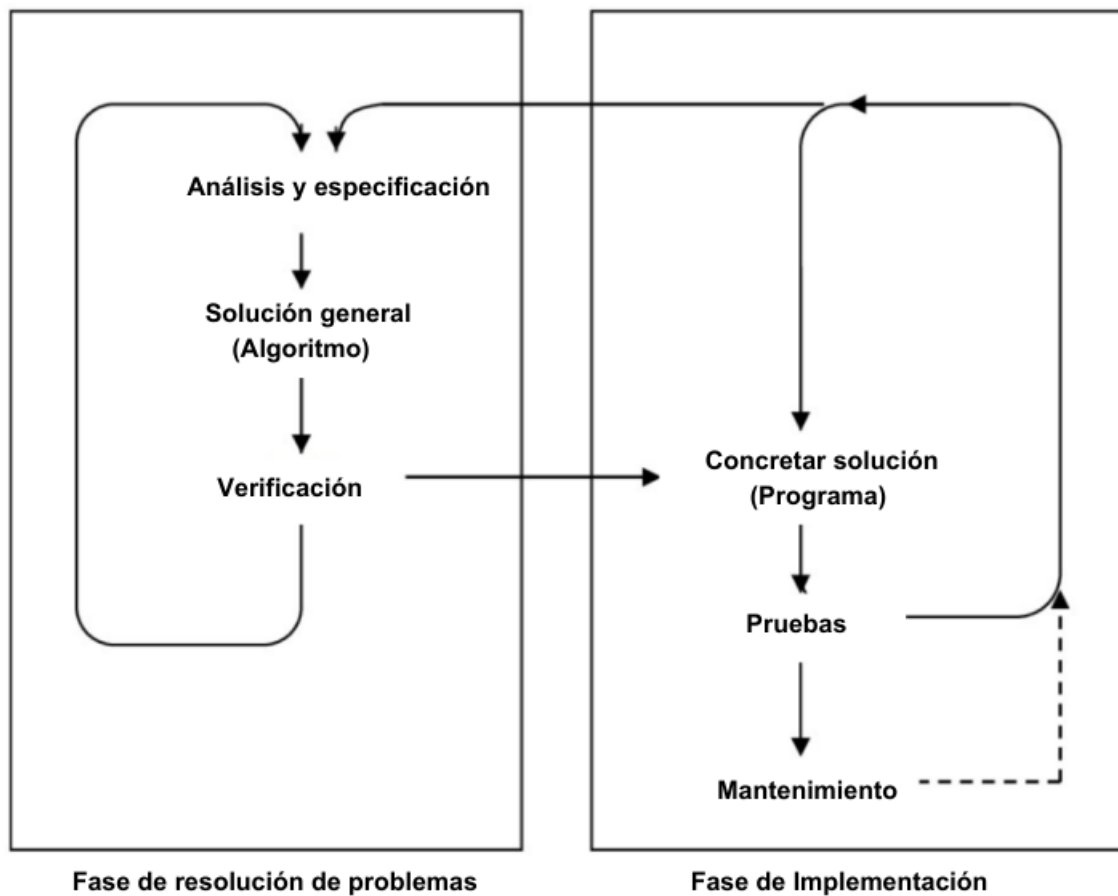 Análisis y especificación
Solución general
(Algoritmo)
Verificación
Concretar solución
(Programa)
Pruebas
Mantenimiento
Fase de resolución de problemas
Fase de Implementación